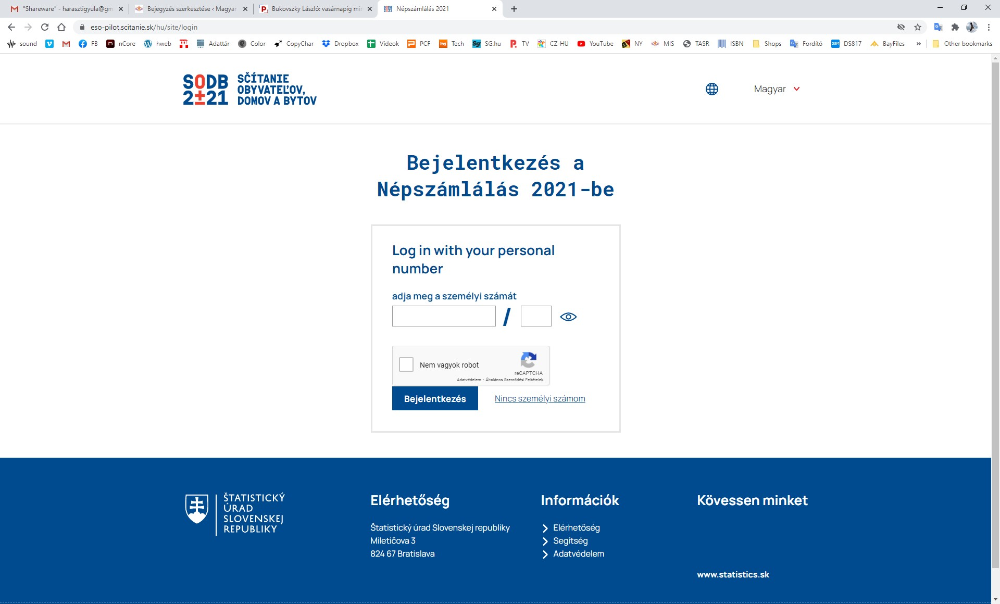 "Shareware" - harasztigyula@gm
Bejegyzés szerkesztése ‹ Magyar
Bukovszky László: vasárnapig min
Népszámlálás 2021
eso-pilot.scitanie.sk/hu/site/login
sound FB nCore hweb Adattár Color CopyChar Dropbox Videok PCF Tech SG.hu TV CZ-HU YouTube NY MIS TASR ISBN Shops Fordító DS817 BayFiles » Other bookmarks
SODB
2±21
SČÍTANIE
OBYVATEĽOV,
DOMOV A BYTOV
Magyar
Bejelentkezés a
Népszámlálás 2021-be
Log in with your personal
number
adja meg a személyi számát
/
Nem vagyok robot
reCAPTCHA
Adatvédelem - Általános Szerződési Feltételek
Bejelentkezés
Nincs személyi számom
ŠTATISTICKÝ
ÚRAD
SLOVENSKEJ
REPUBLIKY
Elérhetőség
Štatistický úrad Slovenskej republiky
Miletičova 3
824 67 Bratislava
Információk
Elérhetőség
Segítség
Adatvédelem
Kövessen minket
www.statistics.sk